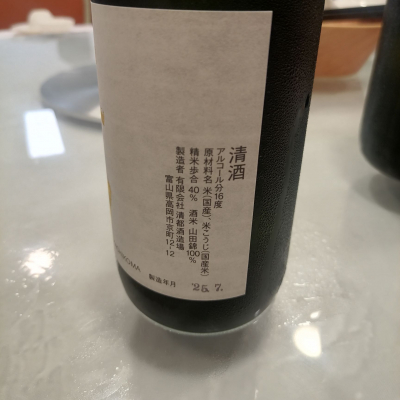 清酒
アルコール分16度
原材料名 米(国産)、米こうじ(国産米)
精米歩合 40% 酒米 山田錦100%
製造者 有限会社清都酒造場
富山県高岡市京町12-12
製造年月 '25.7.